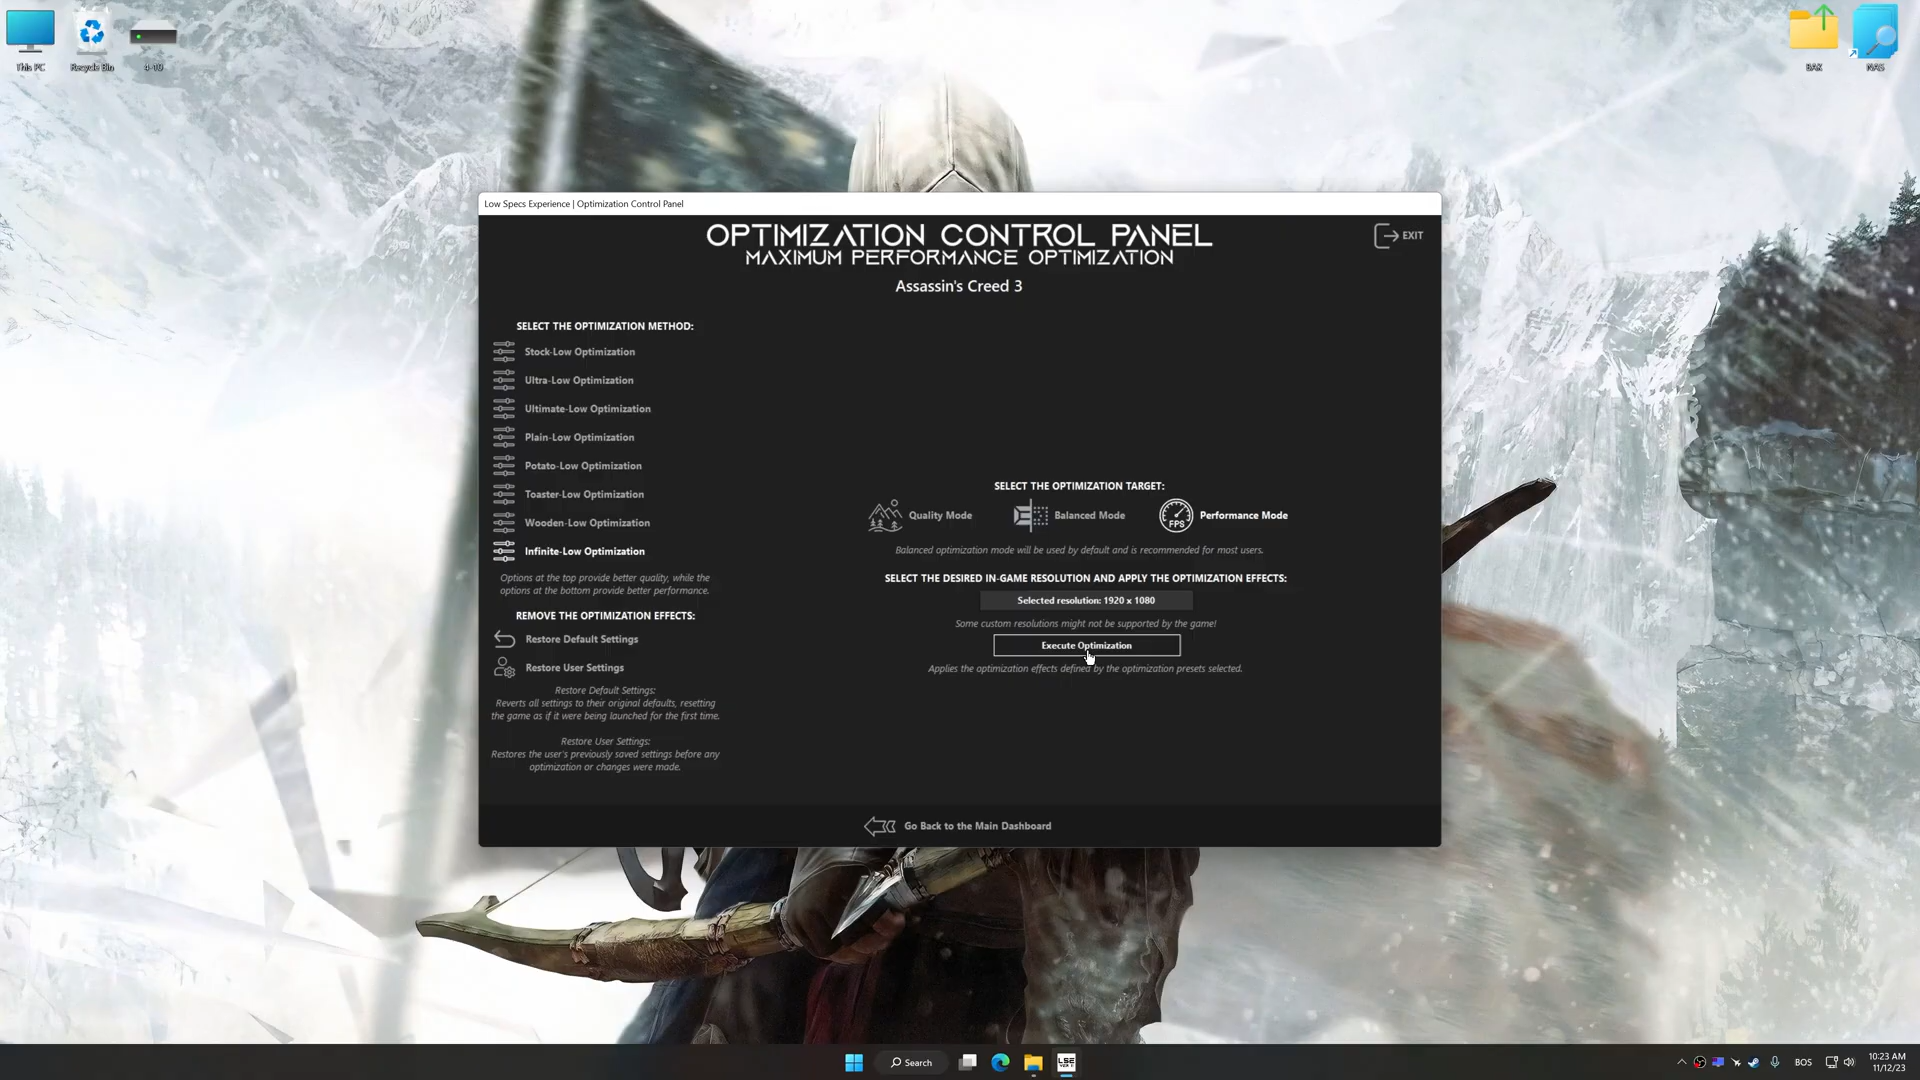 This PC
Recycle Bin
4-10
BAK
NAS
Low Specs Experience | Optimization Control Panel
OPTIMIZATION CONTROL PANEL
MAXIMUM PERFORMANCE OPTIMIZATION
EXIT
Assassin's Creed 3
SELECT THE OPTIMIZATION METHOD:
Stock-Low Optimization
Ultra-Low Optimization
Ultimate-Low Optimization
Plain-Low Optimization
Potato-Low Optimization
Toaster-Low Optimization
Wooden-Low Optimization
Infinite-Low Optimization
Options at the top provide better quality, while the
options at the bottom provide better performance.
REMOVE THE OPTIMIZATION EFFECTS:
Restore Default Settings
Restore User Settings
Restore Default Settings:
Reverts all settings to their original defaults, resetting
the game as if it were being launched for the first time.
Restore User Settings:
Restores the user's previously saved settings before any
optimization or changes were made.
SELECT THE OPTIMIZATION TARGET:
Quality Mode
Balanced Mode
FPS
Performance Mode
Balanced optimization mode will be used by default and is recommended for most users.
SELECT THE DESIRED IN-GAME RESOLUTION AND APPLY THE OPTIMIZATION EFFECTS:
Selected resolution: 1920 x 1080
Some custom resolutions might not be supported by the game!
Execute Optimization
Applies the optimization effects defined by the optimization presets selected.
Go Back to the Main Dashboard
Search
LSE
BOS
10:23 AM
11/12/23